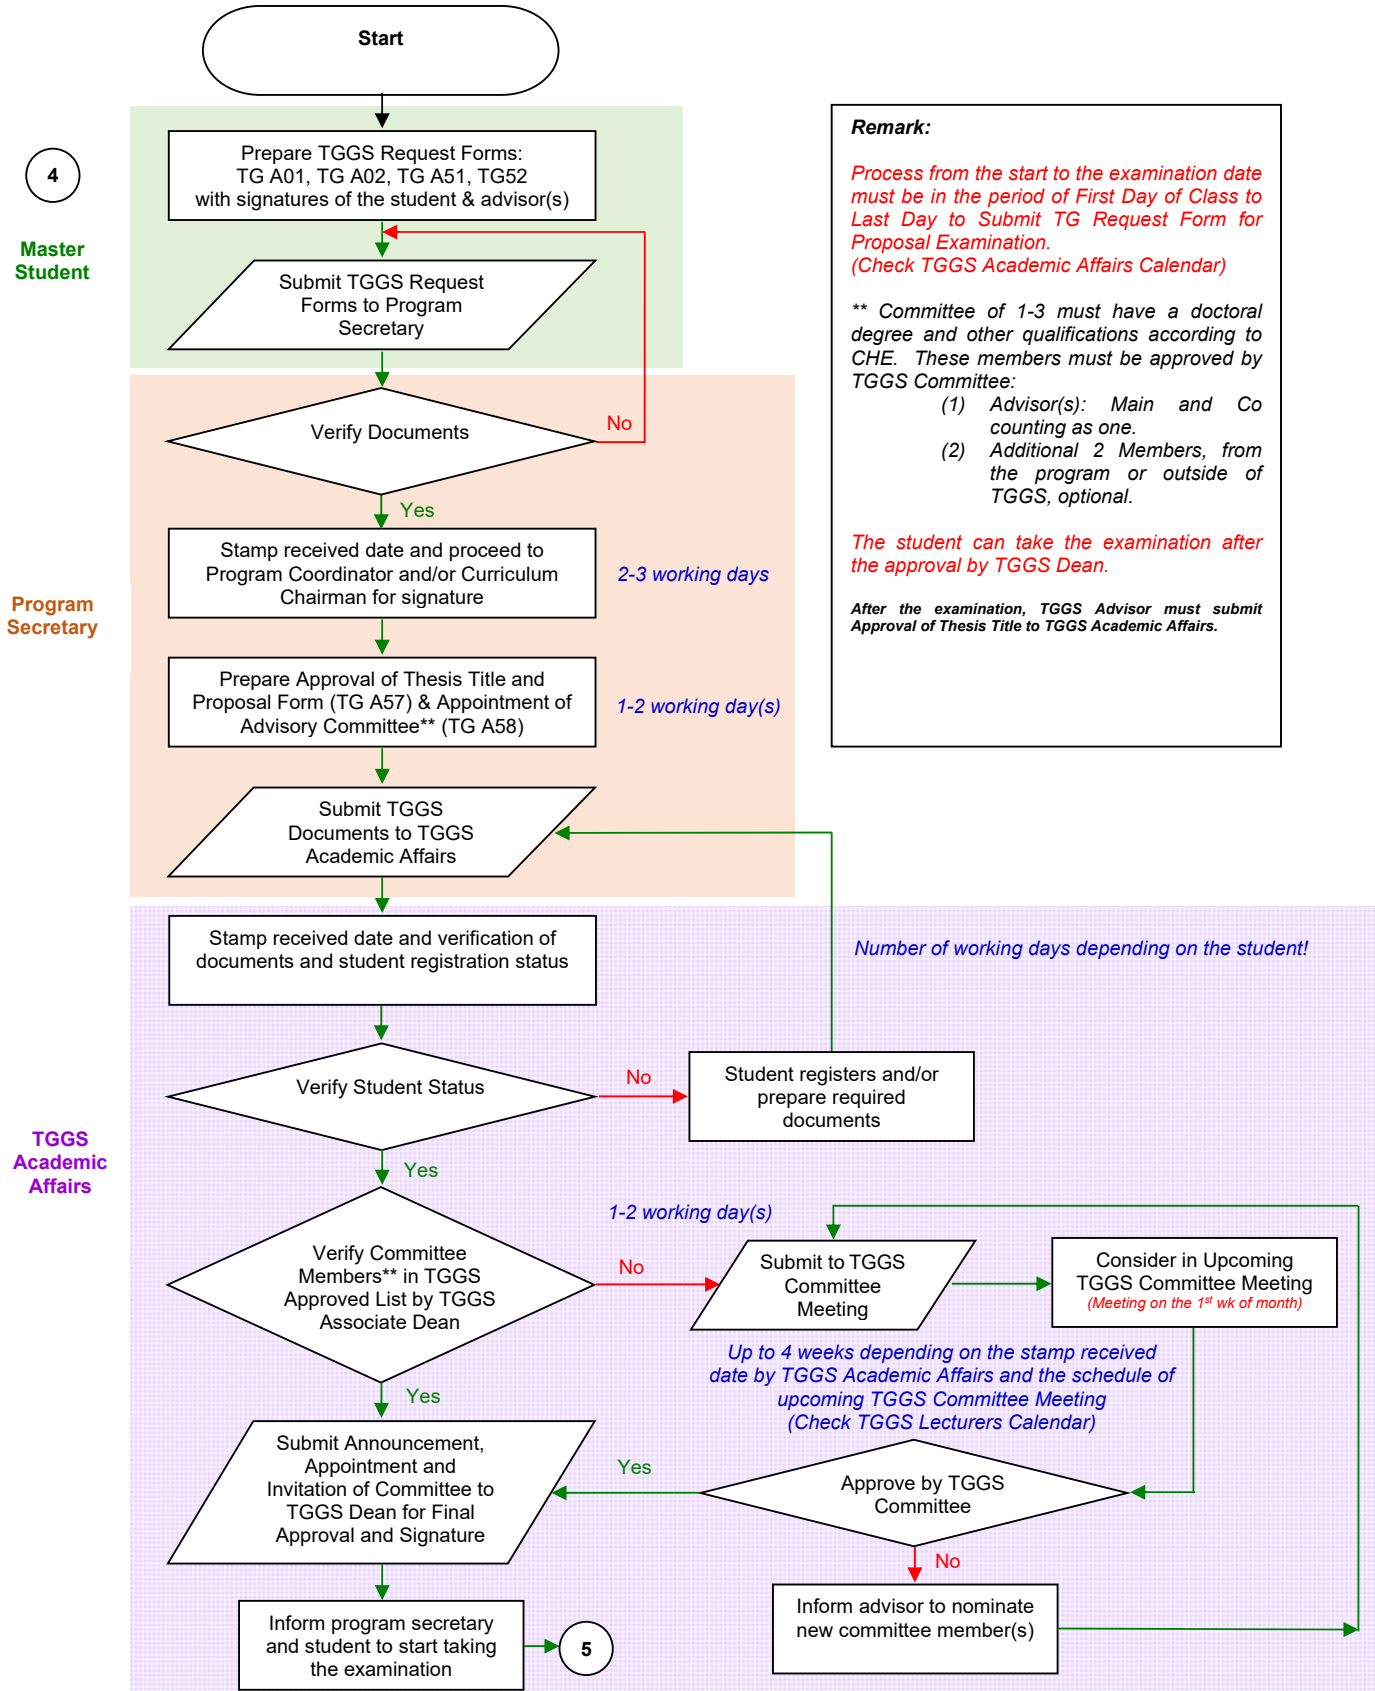 Start
4
Master
Student
Prepare TGGS Request Forms:
TG A01, TG A02, TG A51, TG52
with signatures of the student & advisor(s)
Submit TGGS Request
Forms to Program
Secretary
Remark:
Process from the start to the examination date
must be in the period of First Day of Class to
Last Day to Submit TG Request Form for
Proposal Examination.
(Check TGGS Academic Affairs Calendar)
** Committee of 1-3 must have a doctoral
degree and other qualifications according to
CHE. These members must be approved by
TGGS Committee:
(1) Advisor(s): Main and Co
counting as one.
(2) Additional 2 Members, from
the program or outside of
TGGS, optional.
The student can take the examination after
the approval by TGGS Dean.
After the examination, TGGS Advisor must submit
Approval of Thesis Title to TGGS Academic Affairs.
Program
Secretary
Verify Documents
No
Yes
Stamp received date and proceed to
Program Coordinator and/or Curriculum
Chairman for signature
2-3 working days
Prepare Approval of Thesis Title and
Proposal Form (TG A57) & Appointment of
Advisory Committee** (TG A58)
1-2 working day(s)
Submit TGGS
Documents to TGGS
Academic Affairs
TGGS
Academic
Affairs
Stamp received date and verification of
documents and student registration status
Number of working days depending on the student!
Verify Student Status
No
Student registers and/or
prepare required
documents
Yes
Verify Committee
Members** in TGGS
Approved List by TGGS
Associate Dean
1-2 working day(s)
No
Submit to TGGS
Committee
Meeting
Consider in Upcoming
TGGS Committee Meeting
(Meeting on the 1st wk of month)
Up to 4 weeks depending on the stamp received
date by TGGS Academic Affairs and the schedule of
upcoming TGGS Committee Meeting
(Check TGGS Lecturers Calendar)
Yes
Submit Announcement,
Appointment and
Invitation of Committee to
TGGS Dean for Final
Approval and Signature
Yes
Approve by TGGS
Committee
No
Inform advisor to nominate
new committee member(s)
Inform program secretary
and student to start taking
the examination
5